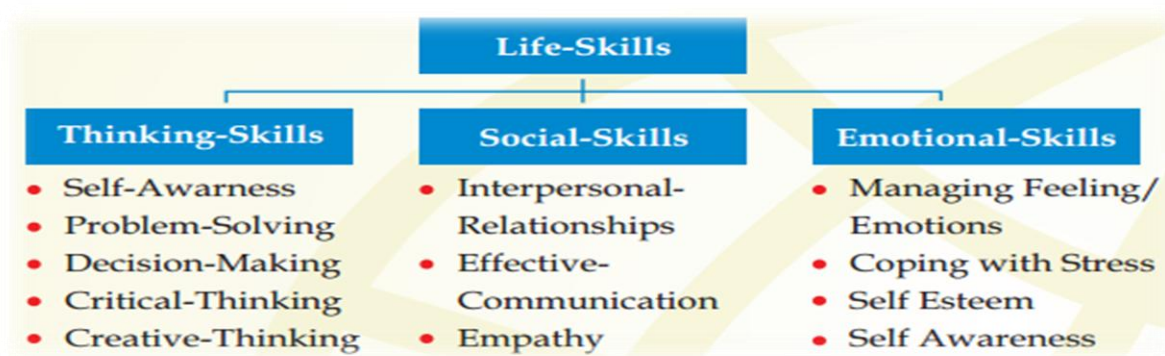 Life-Skills
Thinking-Skills
• Self-Awarness
• Problem-Solving
• Decision-Making
• Critical-Thinking
• Creative-Thinking
Social-Skills
• Interpersonal-
Relationships
• Effective-
Communication
• Empathy
Emotional-Skills
• Managing Feeling/
Emotions
• Coping with Stress
• Self Esteem
• Self Awareness